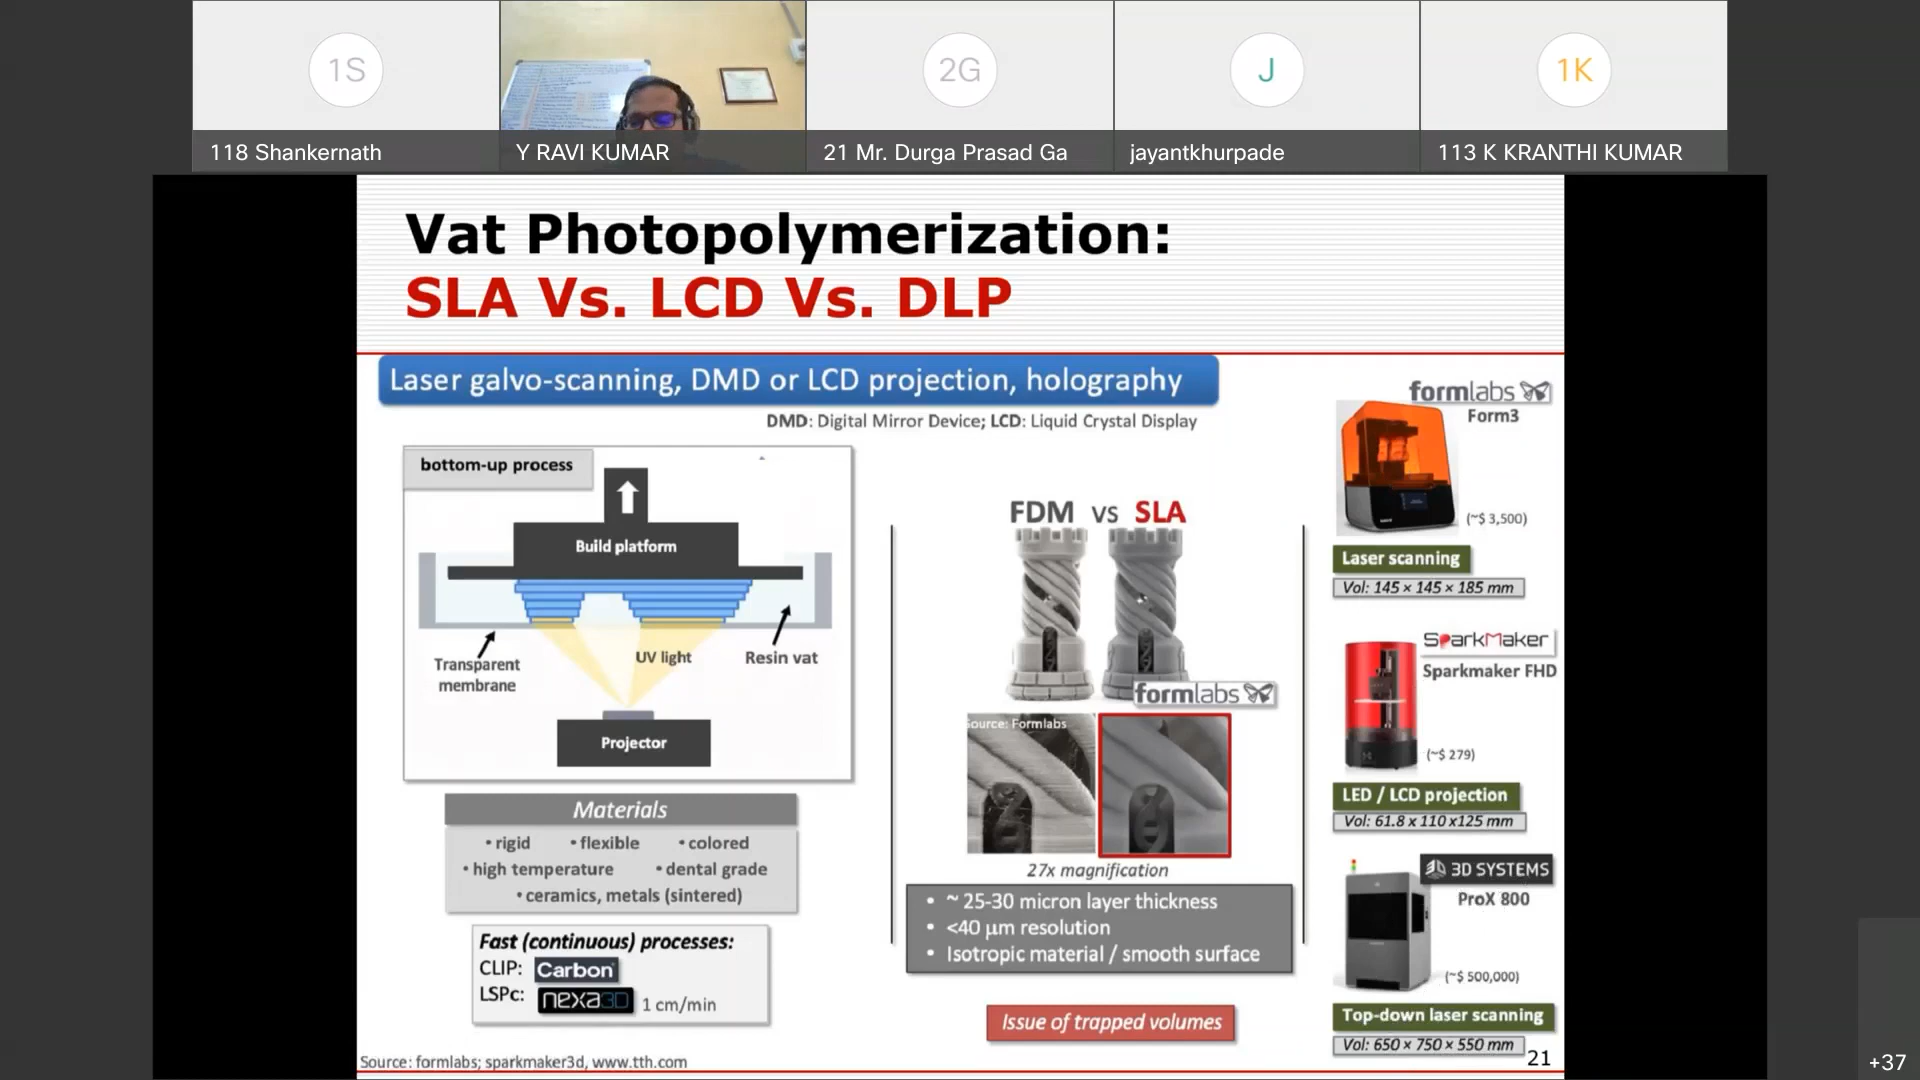 1S
2G
J
1K
118 Shankernath
Y RAVI KUMAR
21 Mr. Durga Prasad Ga
jayantkhurpade
113 K KRANTHI KUMAR
Vat Photopolymerization:
SLA Vs. LCD Vs. DLP
Laser galvo-scanning, DMD or LCD projection, holography
DMD: Digital Mirror Device; LCD: Liquid Crystal Display
bottom-up process
Build platform
Transparent
membrane
UV light
Resin vat
Projector
Materials
• rigid • flexible • colored
• high temperature • dental grade
• ceramics, metals (sintered)
Fast (continuous) processes:
CLIP: Carbon
LSPc: nexa3D 1 cm/min
FDM vs SLA
formlabs
Source: Formlabs
27x magnification
• ~ 25-30 micron layer thickness
• <40 µm resolution
• Isotropic material / smooth surface
Issue of trapped volumes
formlabs
Form3
(~$ 3,500)
Laser scanning
Vol: 145 × 145 × 185 mm
SparkMaker
Sparkmaker FHD
(~$ 279)
LED / LCD projection
Vol: 61.8 x 110 x125 mm
3D SYSTEMS
ProX 800
(~$ 500,000)
Top-down laser scanning
Vol: 650 × 750 × 550 mm
Source: formlabs; sparkmaker3d, www.tth.com
21
+37